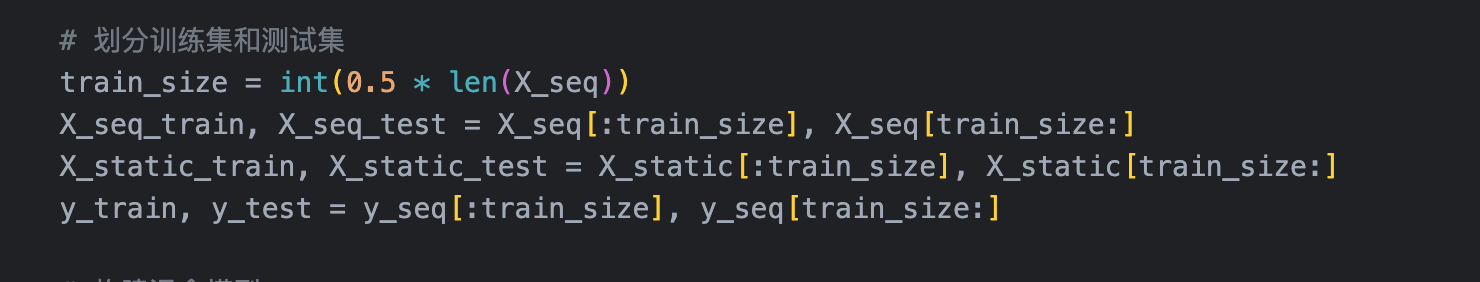 # 划分训练集和测试集
train_size = int(0.5 * len(X_seq))
X_seq_train, X_seq_test = X_seq[:train_size], X_seq[train_size:]
X_static_train, X_static_test = X_static[:train_size], X_static[train_size:]
y_train, y_test = y_seq[:train_size], y_seq[train_size:]